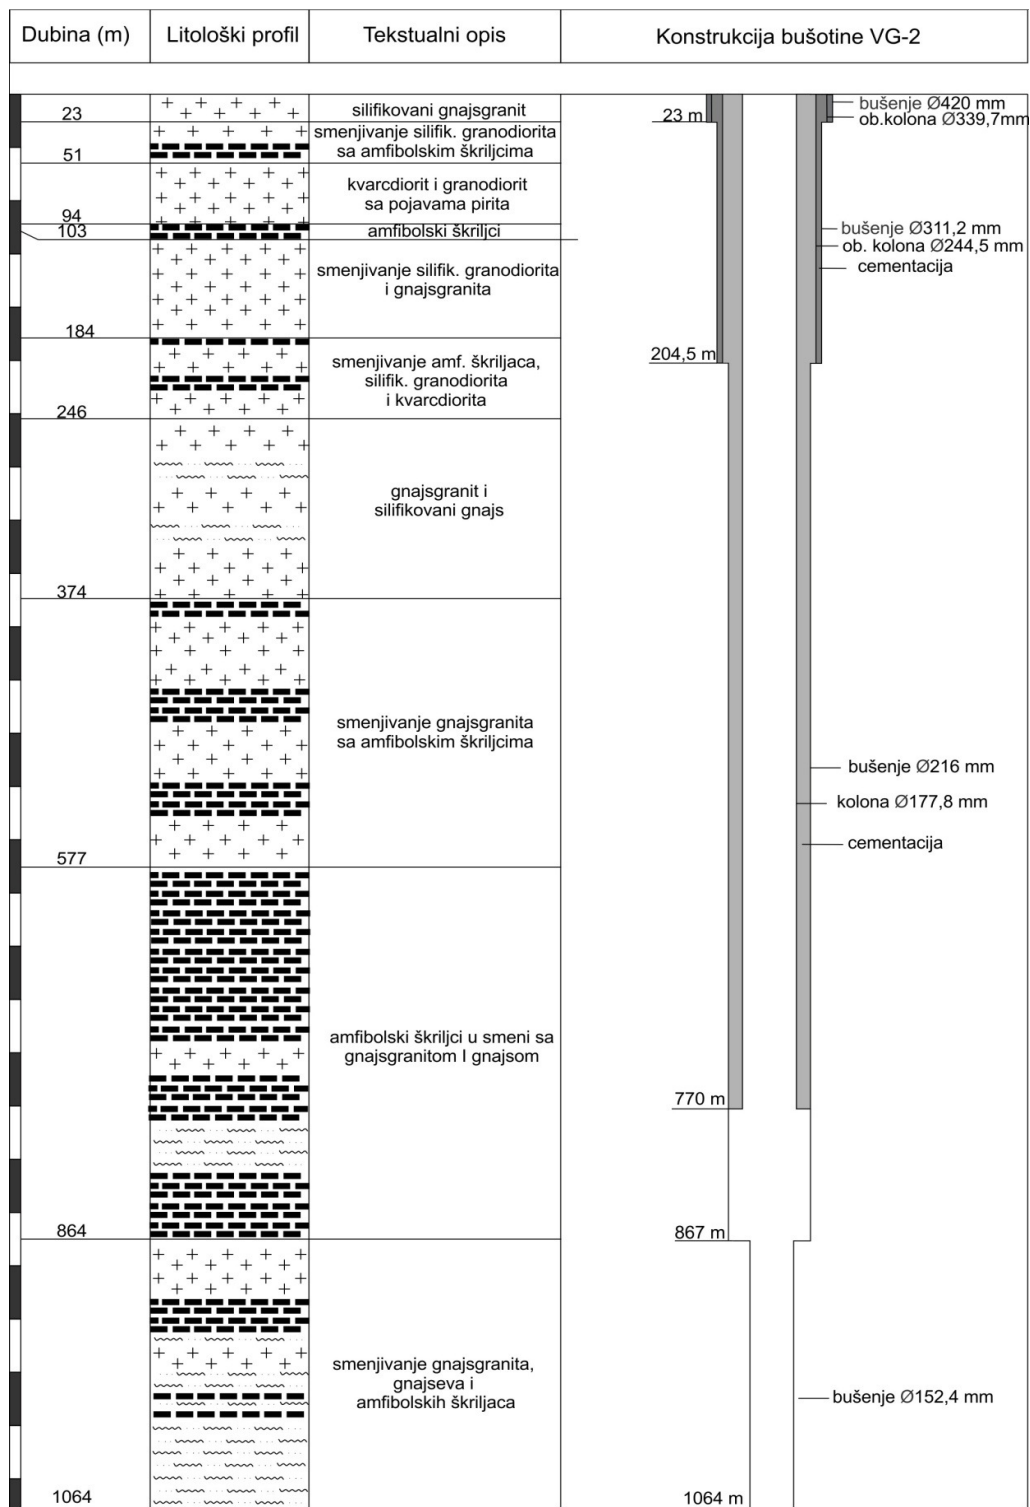 Dubina (m)
Litološki profil
Tekstualni opis
Konstrukcija bušotine VG-2
23
silifikovani gnajsgranit
51
smenjivanje silifik. granodiorita
sa amfibolskim škriljcima
94
kvarcdiorit i granodiorit
sa pojavama pirita
103
amfibolski škriljci
184
smenjivanje silifik. granodiorita
i gnajsgranita
246
smenjivanje amf. škriljaca,
silifik. granodiorita
i kvarcdiorita
374
gnajsgranit i
silifikovani gnajs
577
smenjivanje gnajsgranita
sa amfibolskim škriljcima
864
amfibolski škriljci u smeni sa
gnajsgranitom I gnajsom
1064
smenjivanje gnajsgranita,
gnajseva i
amfibolskih škriljaca
23 m
bušenje Ø420 mm
ob.kolona Ø339,7mm
bušenje Ø311,2 mm
ob. kolona Ø244,5 mm
cementacija
204,5 m
bušenje Ø216 mm
kolona Ø177,8 mm
cementacija
770 m
867 m
bušenje Ø152,4 mm
1064 m